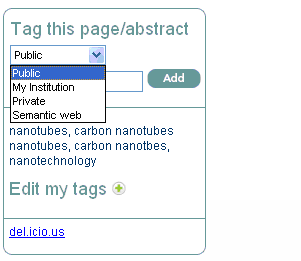 Tag this page/abstract
Public
Public
My Institution
Private
Semantic web
Add
nanotubes, carbon nanotubes
nanotubes, carbon nanotbes,
nanotechnology
Edit my tags
del.icio.us